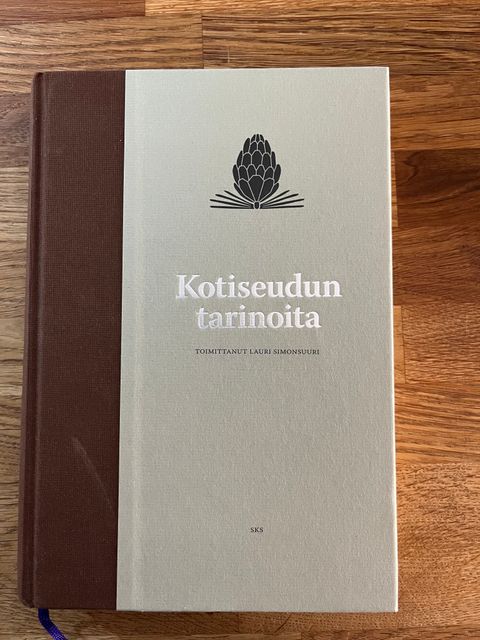 Kotiseudun
tarinoita
TOIMITTANUT LAURI SIMONSUURI
SKS